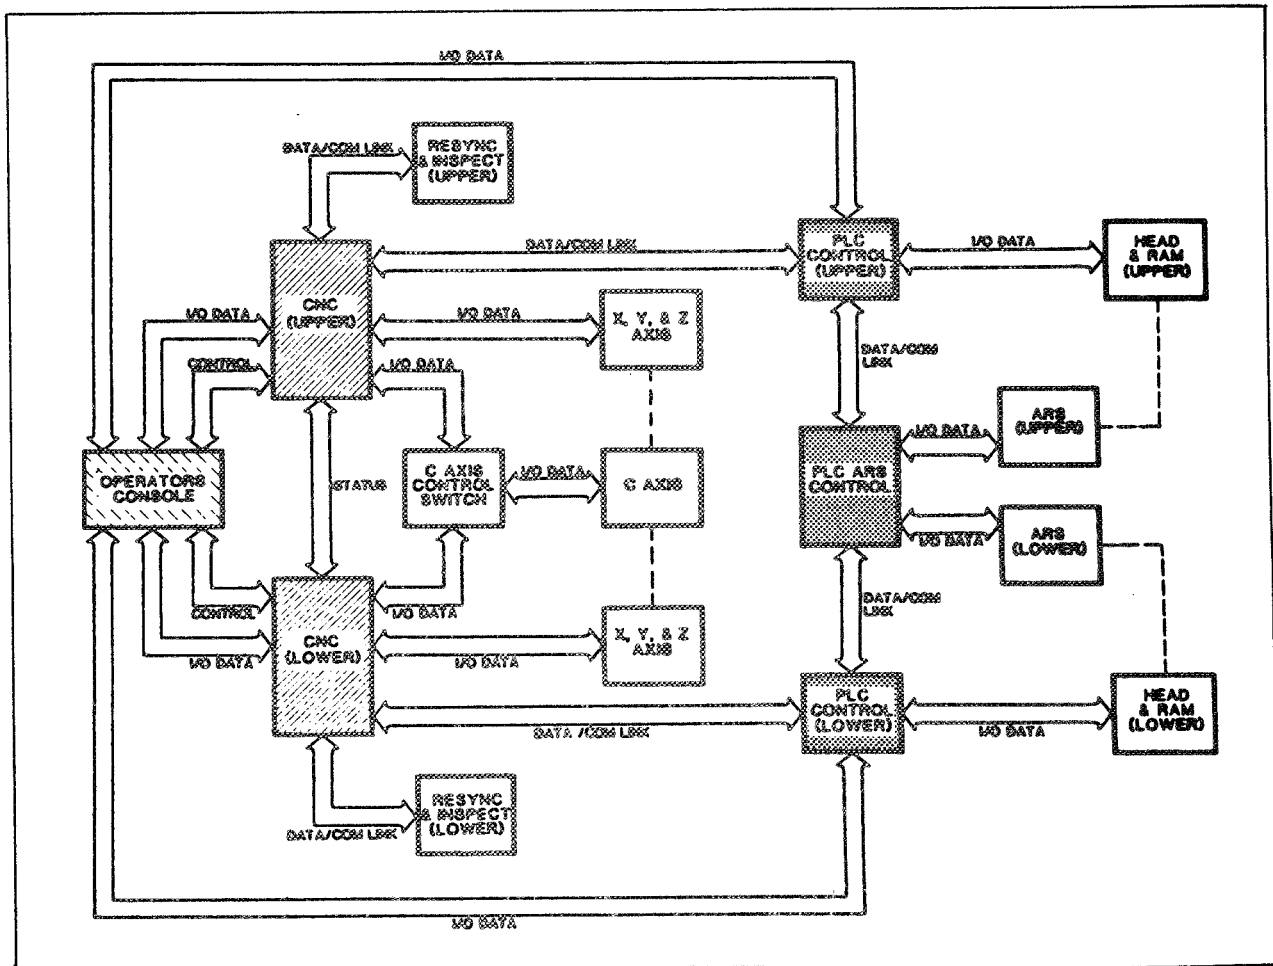 I/O DATA
DATA/COM LINK
RESYNC
& INSPECT
(UPPER)
DATA/COM LINK
PLC
CONTROL
(UPPER)
I/O DATA
HEAD
& RAM
(UPPER)
CNC
(UPPER)
I/O DATA
I/O DATA
X, Y, & Z
AXIS
CONTROL
I/O DATA
DATA/COM
LINK
ARS
(UPPER)
I/O DATA
OPERATORS
CONSOLE
STATUS
C AXIS
CONTROL
SWITCH
I/O DATA
C AXIS
PLC ARS
CONTROL
ARS
(LOWER)
I/O DATA
CONTROL
I/O DATA
DATA/COM
LINK
CNC
(LOWER)
I/O DATA
I/O DATA
X, Y, & Z
AXIS
PLC
CONTROL
(LOWER)
HEAD
& RAM
(LOWER)
DATA /COM LINK
I/O DATA
RESYNC
& INSPECT
(LOWER)
DATA/COM LINK
I/O DATA